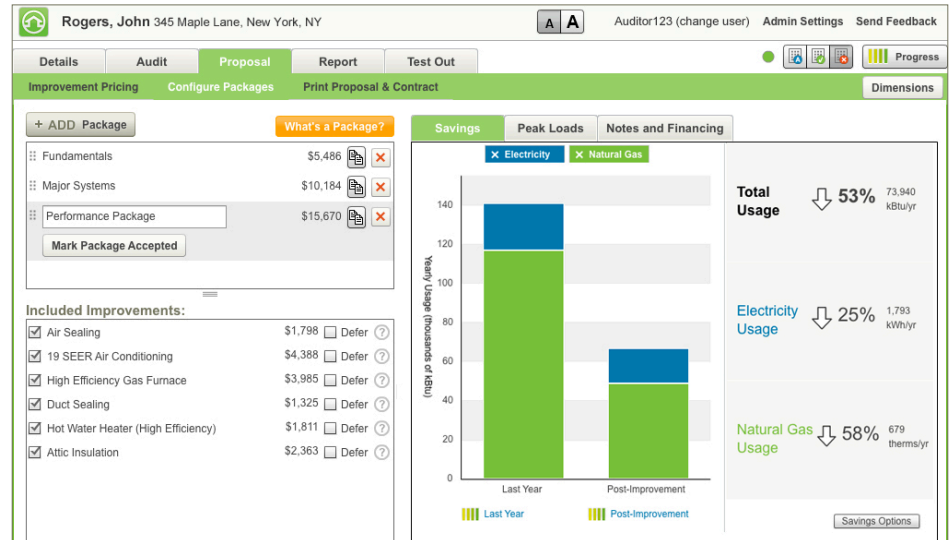 Rogers, John 345 Maple Lane, New York, NY
A A
Auditor123 (change user) Admin Settings Send Feedback
Details Audit Proposal Report Test Out
Progress
Improvement Pricing Configure Packages Print Proposal & Contract
Dimensions
+ ADD Package
What's a Package?
Fundamentals $5,486
Major Systems $10,184
Performance Package $15,670
Mark Package Accepted
Included Improvements:
Air Sealing $1,798 Defer ?
19 SEER Air Conditioning $4,388 Defer ?
High Efficiency Gas Furnace $3,985 Defer ?
Duct Sealing $1,325 Defer ?
Hot Water Heater (High Efficiency) $1,811 Defer ?
Attic Insulation $2,363 Defer ?
Savings Peak Loads Notes and Financing
× Electricity × Natural Gas
Yearly Usage (thousands of kBtu)
140
120
100
80
60
40
20
0
Last Year Post-Improvement
Last Year Post-Improvement
Total
Usage
53%
73,940
kBtu/yr
Electricity
Usage
25%
1,793
kWh/yr
Natural Gas
Usage
58%
679
therms/yr
Savings Options